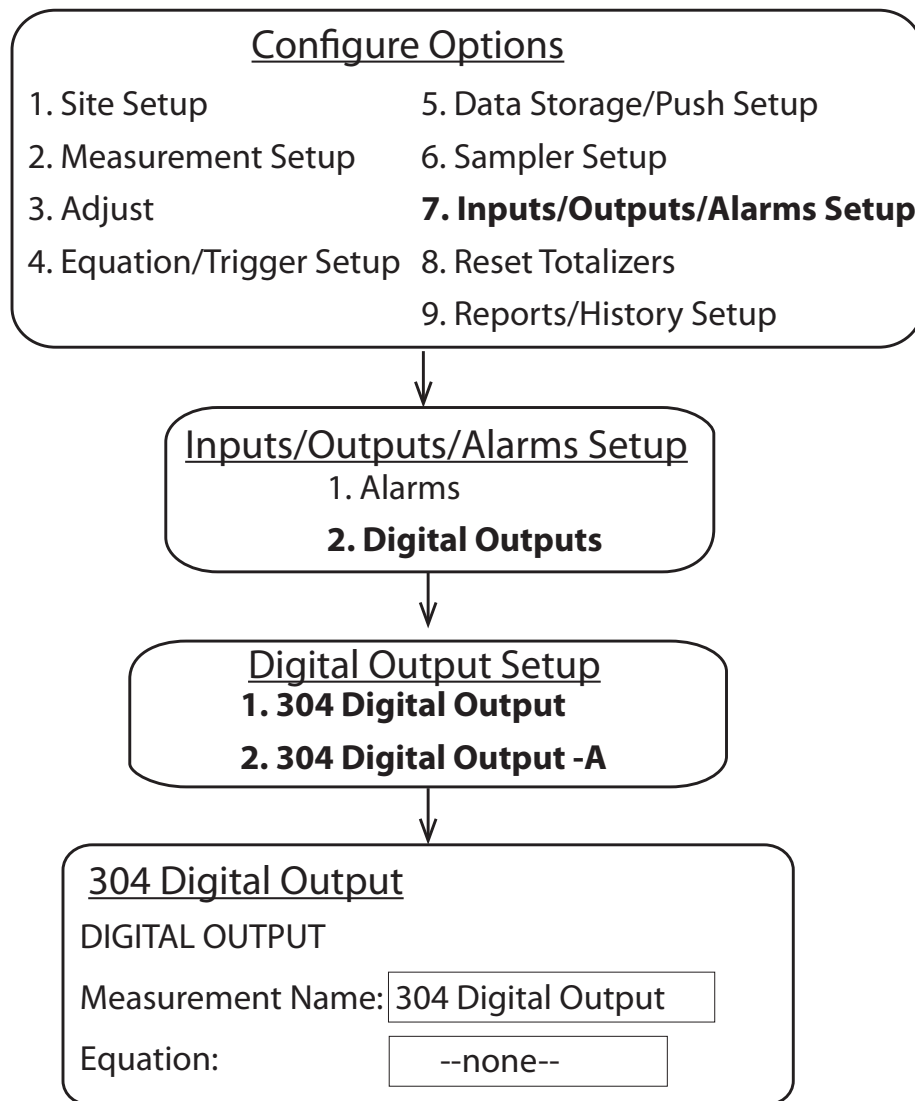 Configure Options
1. Site Setup
2. Measurement Setup
3. Adjust
4. Equation/Trigger Setup
5. Data Storage/Push Setup
6. Sampler Setup
7. Inputs/Outputs/Alarms Setup
8. Reset Totalizers
9. Reports/History Setup
Inputs/Outputs/Alarms Setup
1. Alarms
2. Digital Outputs
Digital Output Setup
1. 304 Digital Output
2. 304 Digital Output -A
304 Digital Output
DIGITAL OUTPUT
Measurement Name: 304 Digital Output
Equation: --none--